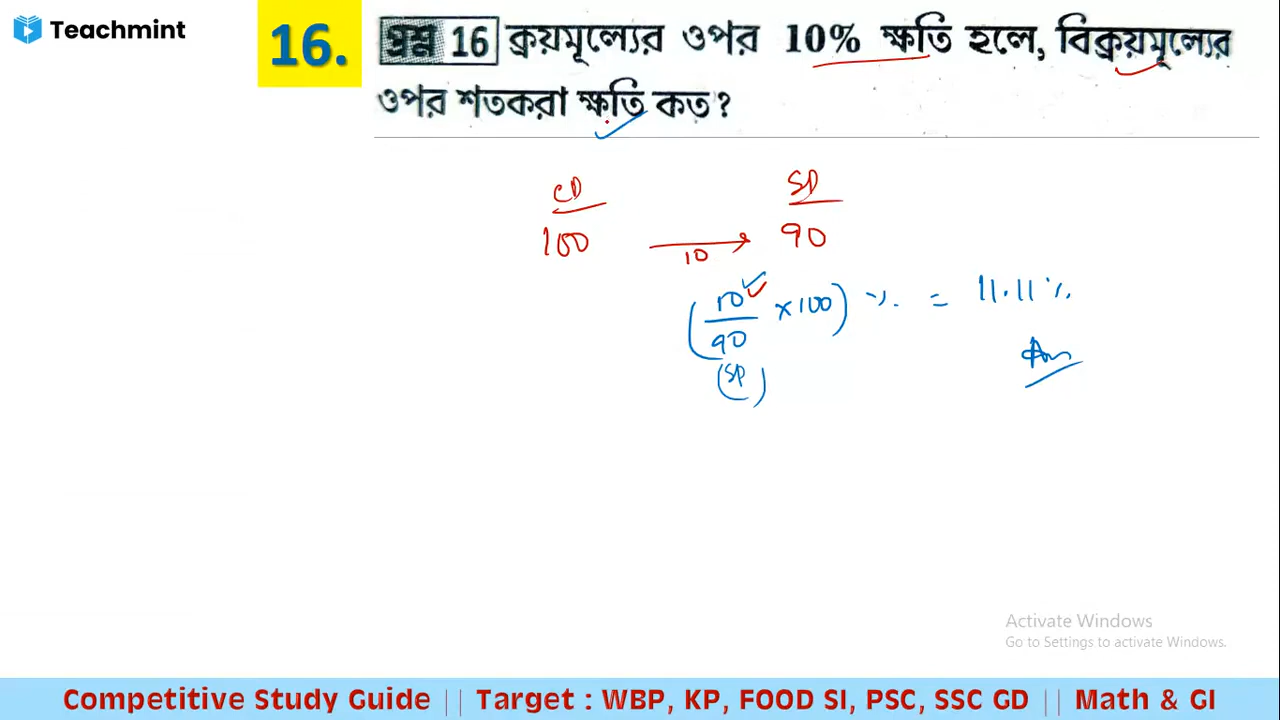 Teachmint
16.
প্রশ্ন 16 ক্রয়মূল্যের ওপর 10% ক্ষতি হলে, বিক্রয়মূল্যের
ওপর শতকরা ক্ষতি কত?
CP SP
100 10 90
(10/90 × 100) % = 11.11%
(SP)
Ans
Activate Windows
Go to Settings to activate Windows.
Competitive Study Guide || Target : WBP, KP, FOOD SI, PSC, SSC GD || Math & GI